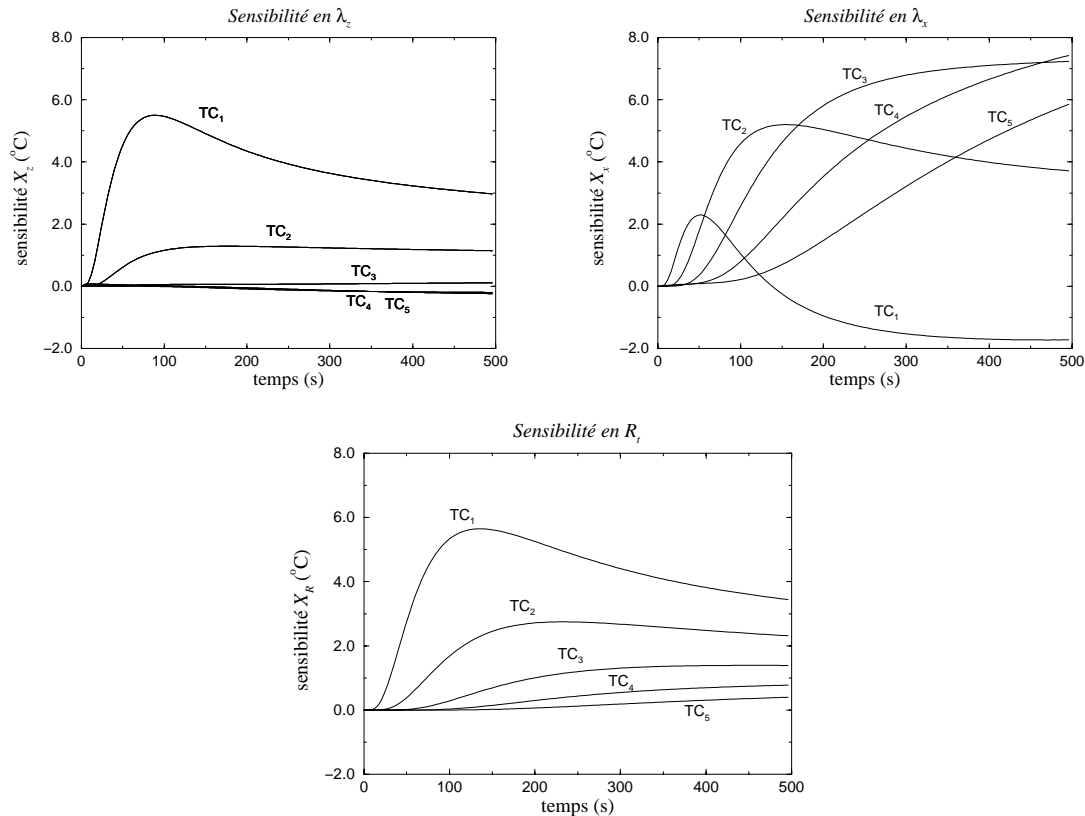 Sensibilité en λz
8.0
6.0
4.0
2.0
0.0
−2.0
sensibilité Xz (°C)
TC1
TC2
TC3
TC4
TC5
0
100
200
300
400
500
temps (s)
Sensibilité en λx
8.0
6.0
4.0
2.0
0.0
−2.0
sensibilité Xx (°C)
TC3
TC4
TC2
TC5
TC1
0
100
200
300
400
500
temps (s)
Sensibilité en Rt
8.0
6.0
4.0
2.0
0.0
−2.0
sensibilité XR (°C)
TC1
TC2
TC3
TC4
TC5
0
100
200
300
400
500
temps (s)